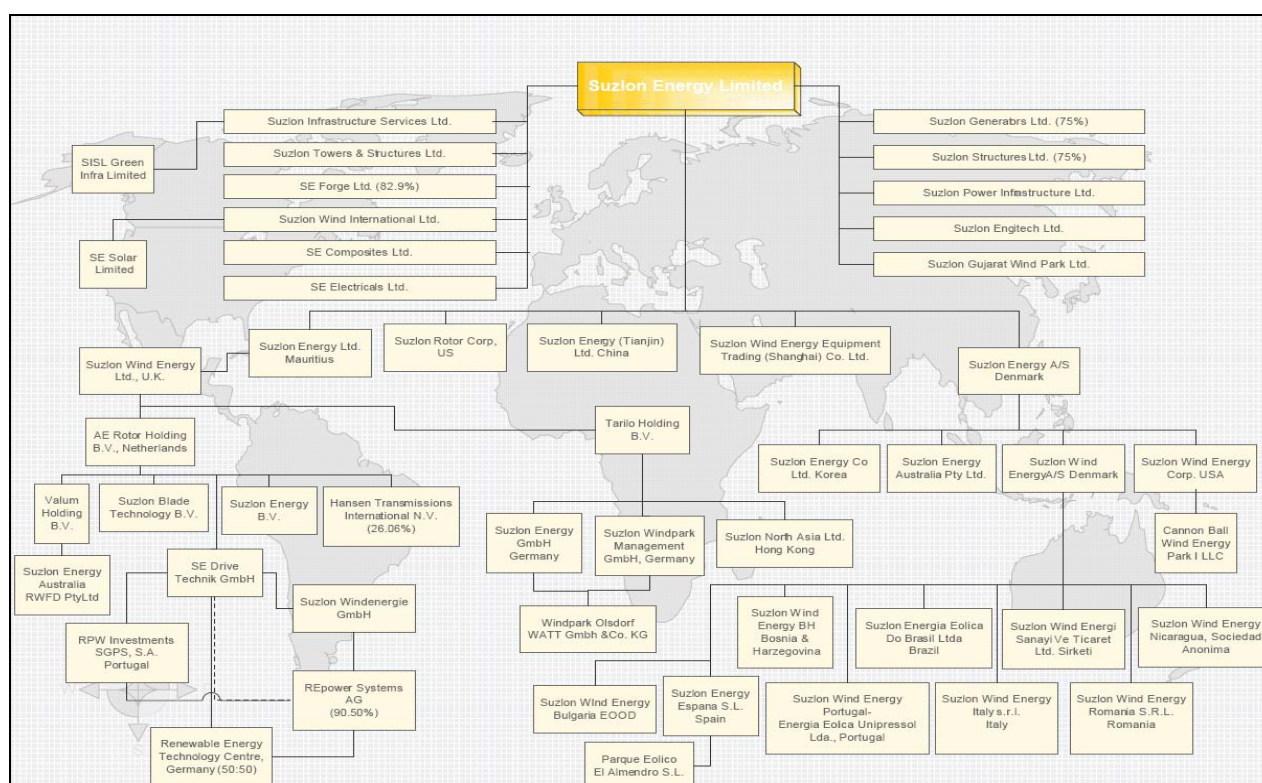 Suzlon Energy Limited
Suzlon Infrastructure Services Ltd.
Suzlon Towers & Structures Ltd.
SE Forge Ltd. (82.9%)
Suzlon Wind International Ltd.
SE Composites Ltd.
SE Electricals Ltd.
SISL Green
Infra Limited
SE Solar
Limited
Suzlon Generabrs Ltd. (75%)
Suzlon Structures Ltd. (75%)
Suzlon Power Infrastructure Ltd.
Suzlon Engitech Ltd.
Suzlon Gujarat Wind Park Ltd.
Suzlon Wind Energy
Ltd., U.K.
Suzlon Energy Ltd.
Mauritius
Suzlon Rotor Corp,
US
Suzlon Energy (Tianjin)
Ltd. China
Suzlon Wind Energy Equipment
Trading (Shanghai) Co. Ltd.
Suzlon Energy A/S
Denmark
AE Rotor Holding
B.V., Netherlands
Tarilo Holding
B.V.
Suzlon Energy Co
Ltd. Korea
Suzlon Energy
Australia Pty Ltd.
Suzlon Wind
EnergyA/S Denmark
Suzlon Wind Energy
Corp. USA
Valum
Holding
B.V.
Suzlon Blade
Technology B.V.
Suzlon Energy
B.V.
Hansen Transmissions
International N.V.
(26.06%)
Suzlon Energy
GmbH
Germany
Suzlon Windpark
Management
GmbH, Germany
Suzlon North Asia Ltd.
Hong Kong
Cannon Ball
Wind Energy
Park I LLC
Suzlon Energy
Australia
RWFD PtyLtd
SE Drive
Technik GmbH
Suzlon Windenergie
GmbH
Windpark Olsdorf
WATT Gmbh &Co. KG
RPW Investments
SGPS, S.A.
Portugal
REpower Systems
AG
(90.50%)
Renewable Energy
Technology Centre,
Germany (50:50)
Suzlon Wind
Energy BH
Bosnia &
Harzegovina
Suzlon Energia Eolica
Do Brasil Ltda
Brazil
Suzlon Wind Energi
Sanayi Ve Ticaret
Ltd. Sirketi
Suzlon Wind Energy
Nicaragua, Sociedad
Anonima
Suzlon Wind Energy
Bulgaria EOOD
Suzlon Energy
Espana S.L.
Spain
Suzlon Wind Energy
Portugal-
Energia Eolica Unipressol
Lda., Portugal
Suzlon Wind Energy
Italy s.r.l.
Italy
Suzlon Wind Energy
Romania S.R.L.
Romania
Parque Eolico
El Almendro S.L.